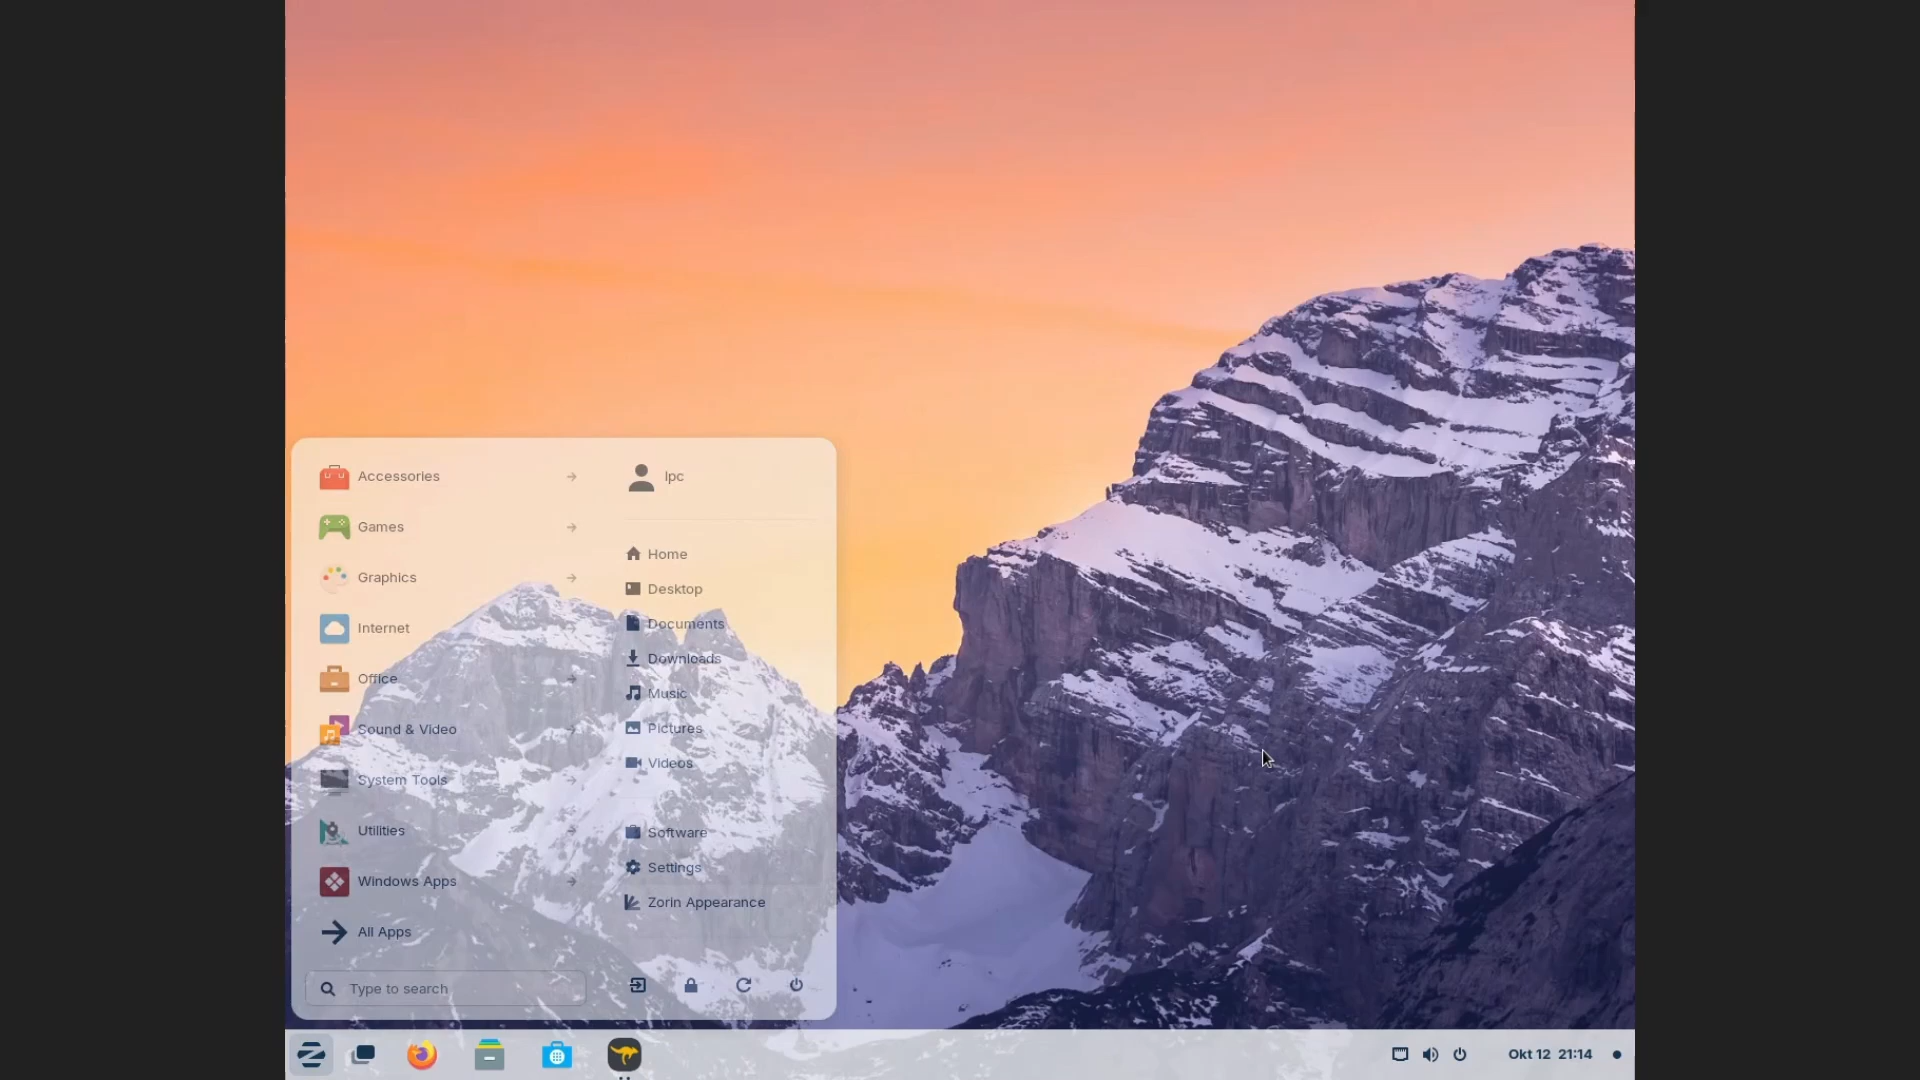 Accessories
Games
Graphics
Internet
Office
Sound & Video
System Tools
Utilities
Windows Apps
All Apps
Type to search
lpc
Home
Desktop
Documents
Downloads
Music
Pictures
Videos
Software
Settings
Zorin Appearance
Okt 12 21:14